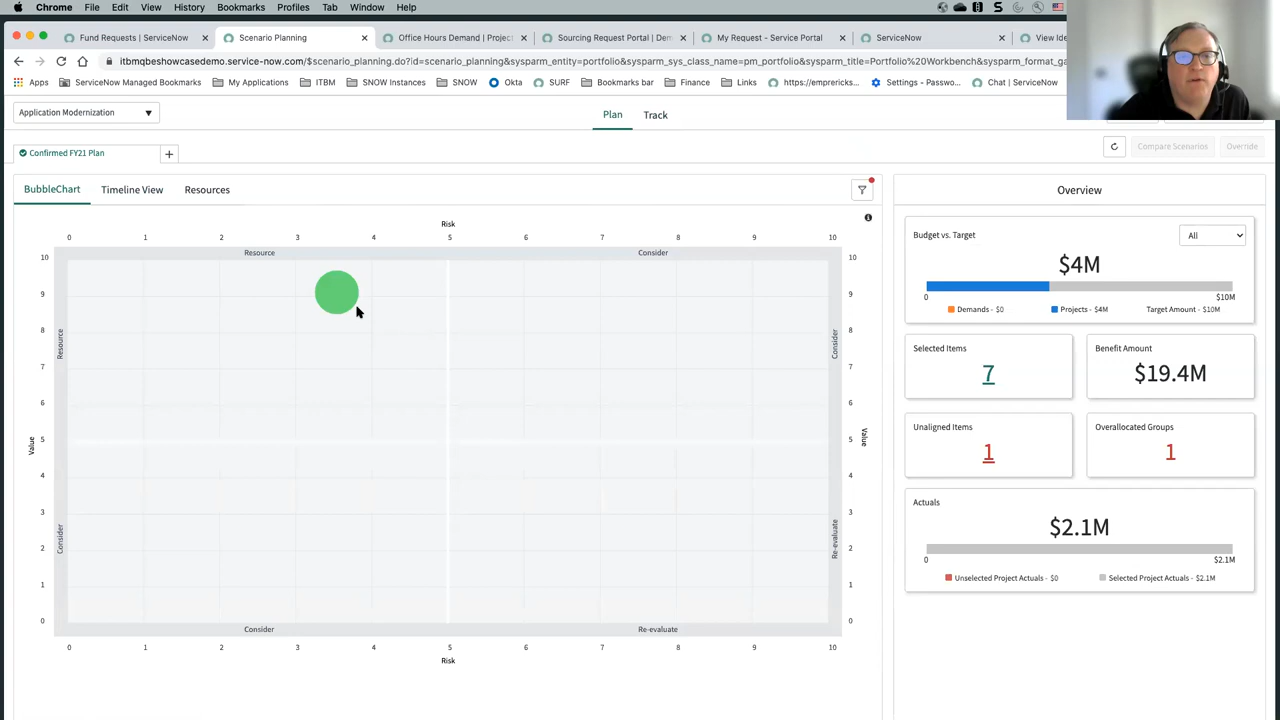 Chrome File Edit View History Bookmarks Profiles Tab Window Help
Fund Requests | ServiceNow × Scenario Planning × Office Hours Demand | Project × Sourcing Request Portal | Dem × My Request - Service Portal × ServiceNow × View Ide
itbmqbeshowcasedemo.service-now.com/$scenario_planning.do?id=scenario_planning&sysparm_entity=portfolio&sysparm_sys_class_name=pm_portfolio&sysparm_title=Portfolio%20Workbench&sysparm_format_ga
Apps ServiceNow Managed Bookmarks My Applications ITBM SNOW Instances SNOW Okta SURF Bookmarks bar Finance Links https://emprericks... Settings - Passwo... Chat | ServiceNow
Application Modernization
Plan Track
Confirmed FY21 Plan +
Compare Scenarios Override
BubbleChart Timeline View Resources
Overview
Risk
0 1 2 3 4 5 6 7 8 9 10
Resource Consider
10 9 8 7 6 5 4 3 2 1 0
Value
Resource
Consider
10 9 8 7 6 5 4 3 2 1 0
Value
Consider
Re-evaluate
Consider Re-evaluate
0 1 2 3 4 5 6 7 8 9 10
Risk
Budget vs. Target All
$4M
0 $10M
Demands - $0 Projects - $4M Target Amount - $10M
Selected Items
7
Benefit Amount
$19.4M
Unaligned Items
1
Overallocated Groups
1
Actuals
$2.1M
0 $2.1M
Unselected Project Actuals - $0 Selected Project Actuals - $2.1M